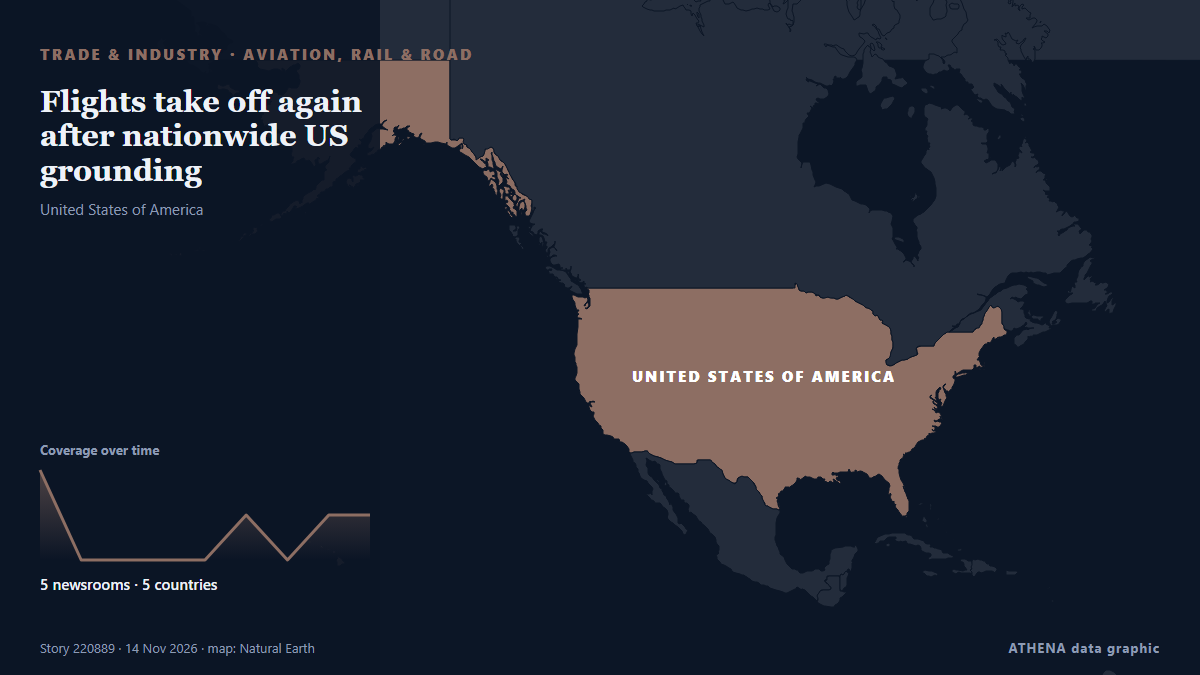 TRADE & INDUSTRY · AVIATION, RAIL & ROAD
Flights take off again
after nationwide US
grounding
United States of America
UNITED STATES OF AMERICA
Coverage over time
5 newsrooms · 5 countries
Story 220889 · 14 Nov 2026 · map: Natural Earth
ATHENA data graphic